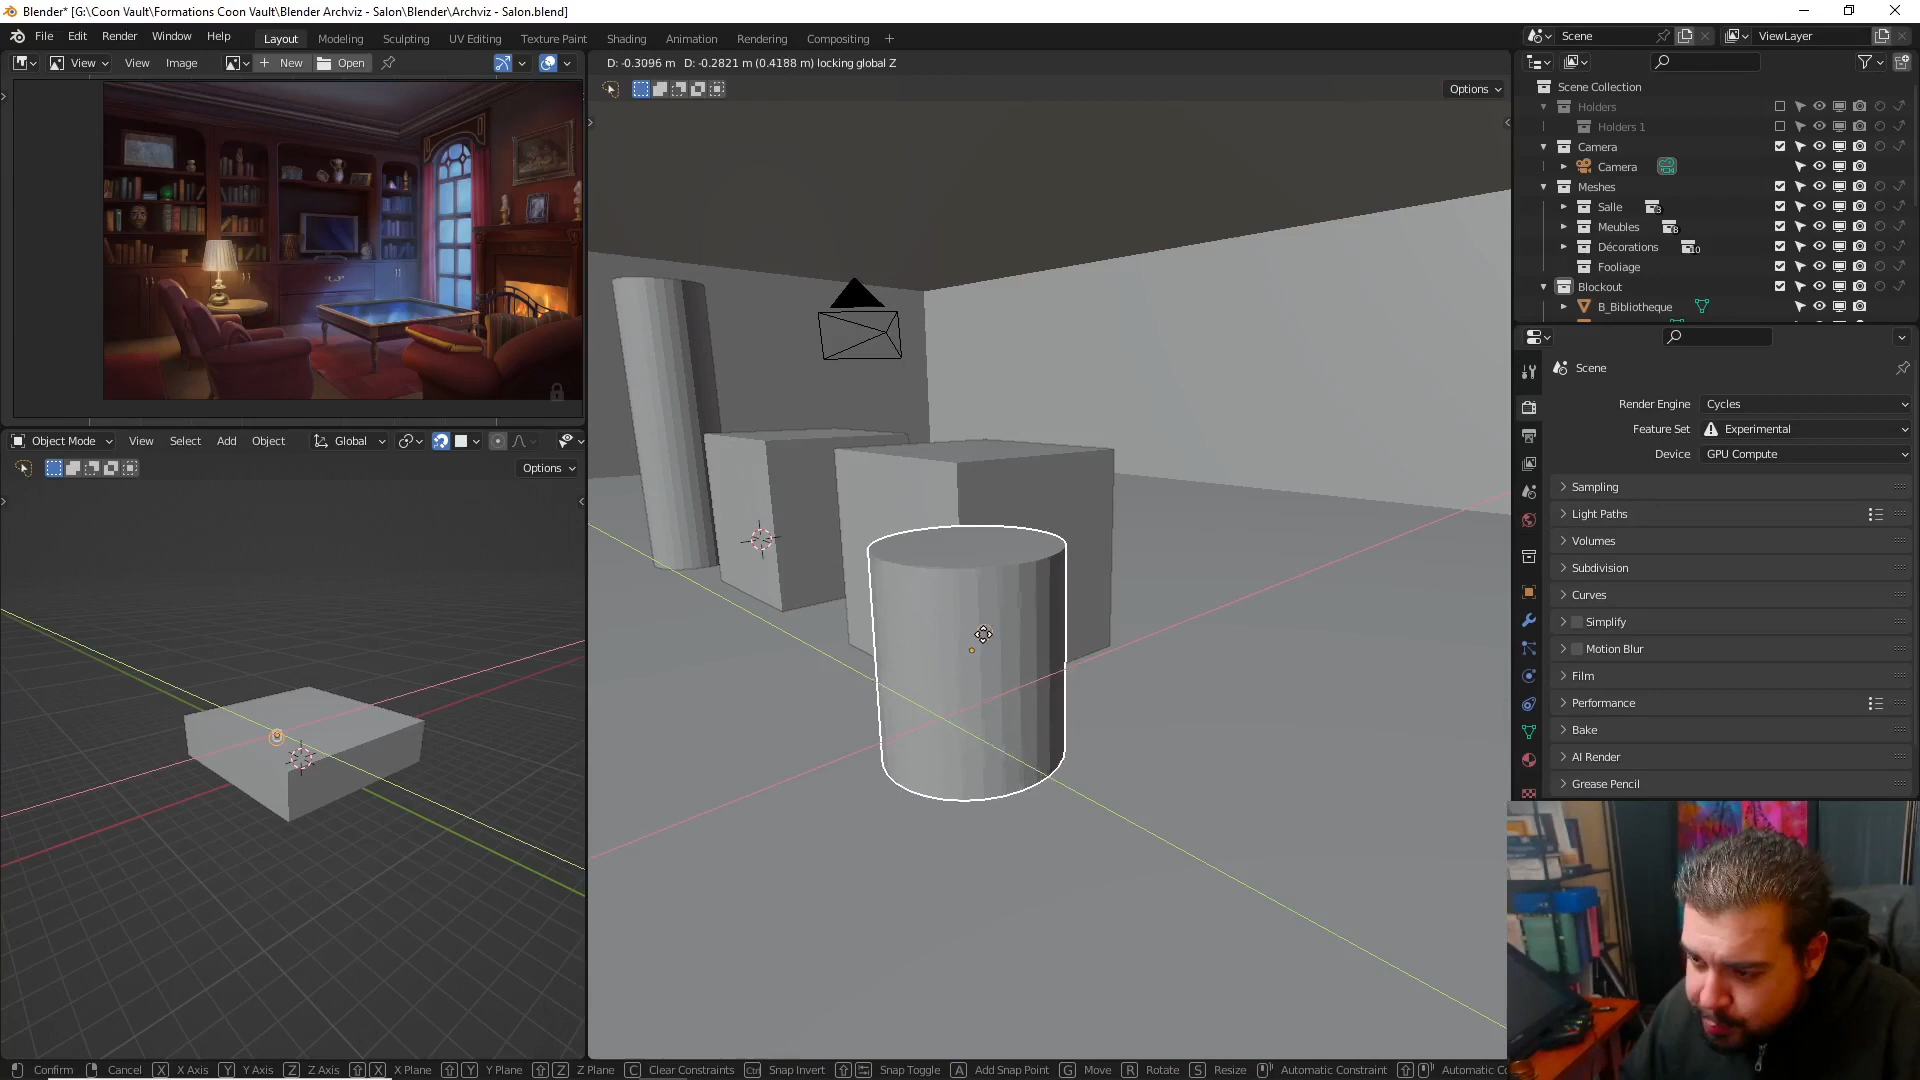 Blender* [G:\Coon Vault\Formations Coon Vault\Blender Archviz - Salon\Blender\Archviz - Salon.blend]
File Edit Render Window Help Layout Modeling Sculpting UV Editing Texture Paint Shading Animation Rendering Compositing + Scene ViewLayer
View View Image + New Open
D: -0.3096 m D: -0.2821 m (0.4188 m) locking global Z
Options
Scene Collection
Holders
Holders 1
Camera
Camera
Meshes
Salle 3
Meubles 8
Décorations 10
Fooliage
Blockout
B_Bibliotheque
Scene
Render Engine Cycles
Feature Set Experimental
Device GPU Compute
Sampling
Light Paths
Volumes
Subdivision
Curves
Simplify
Motion Blur
Film
Performance
Bake
AI Render
Grease Pencil
Object Mode View Select Add Object Global
Options
Confirm Cancel X X Axis Y Y Axis Z Z Axis X X Plane Y Y Plane Z Z Plane C Clear Constraints Ctrl Snap Invert Snap Toggle A Add Snap Point G Move R Rotate S Resize Automatic Constraint Automatic Co